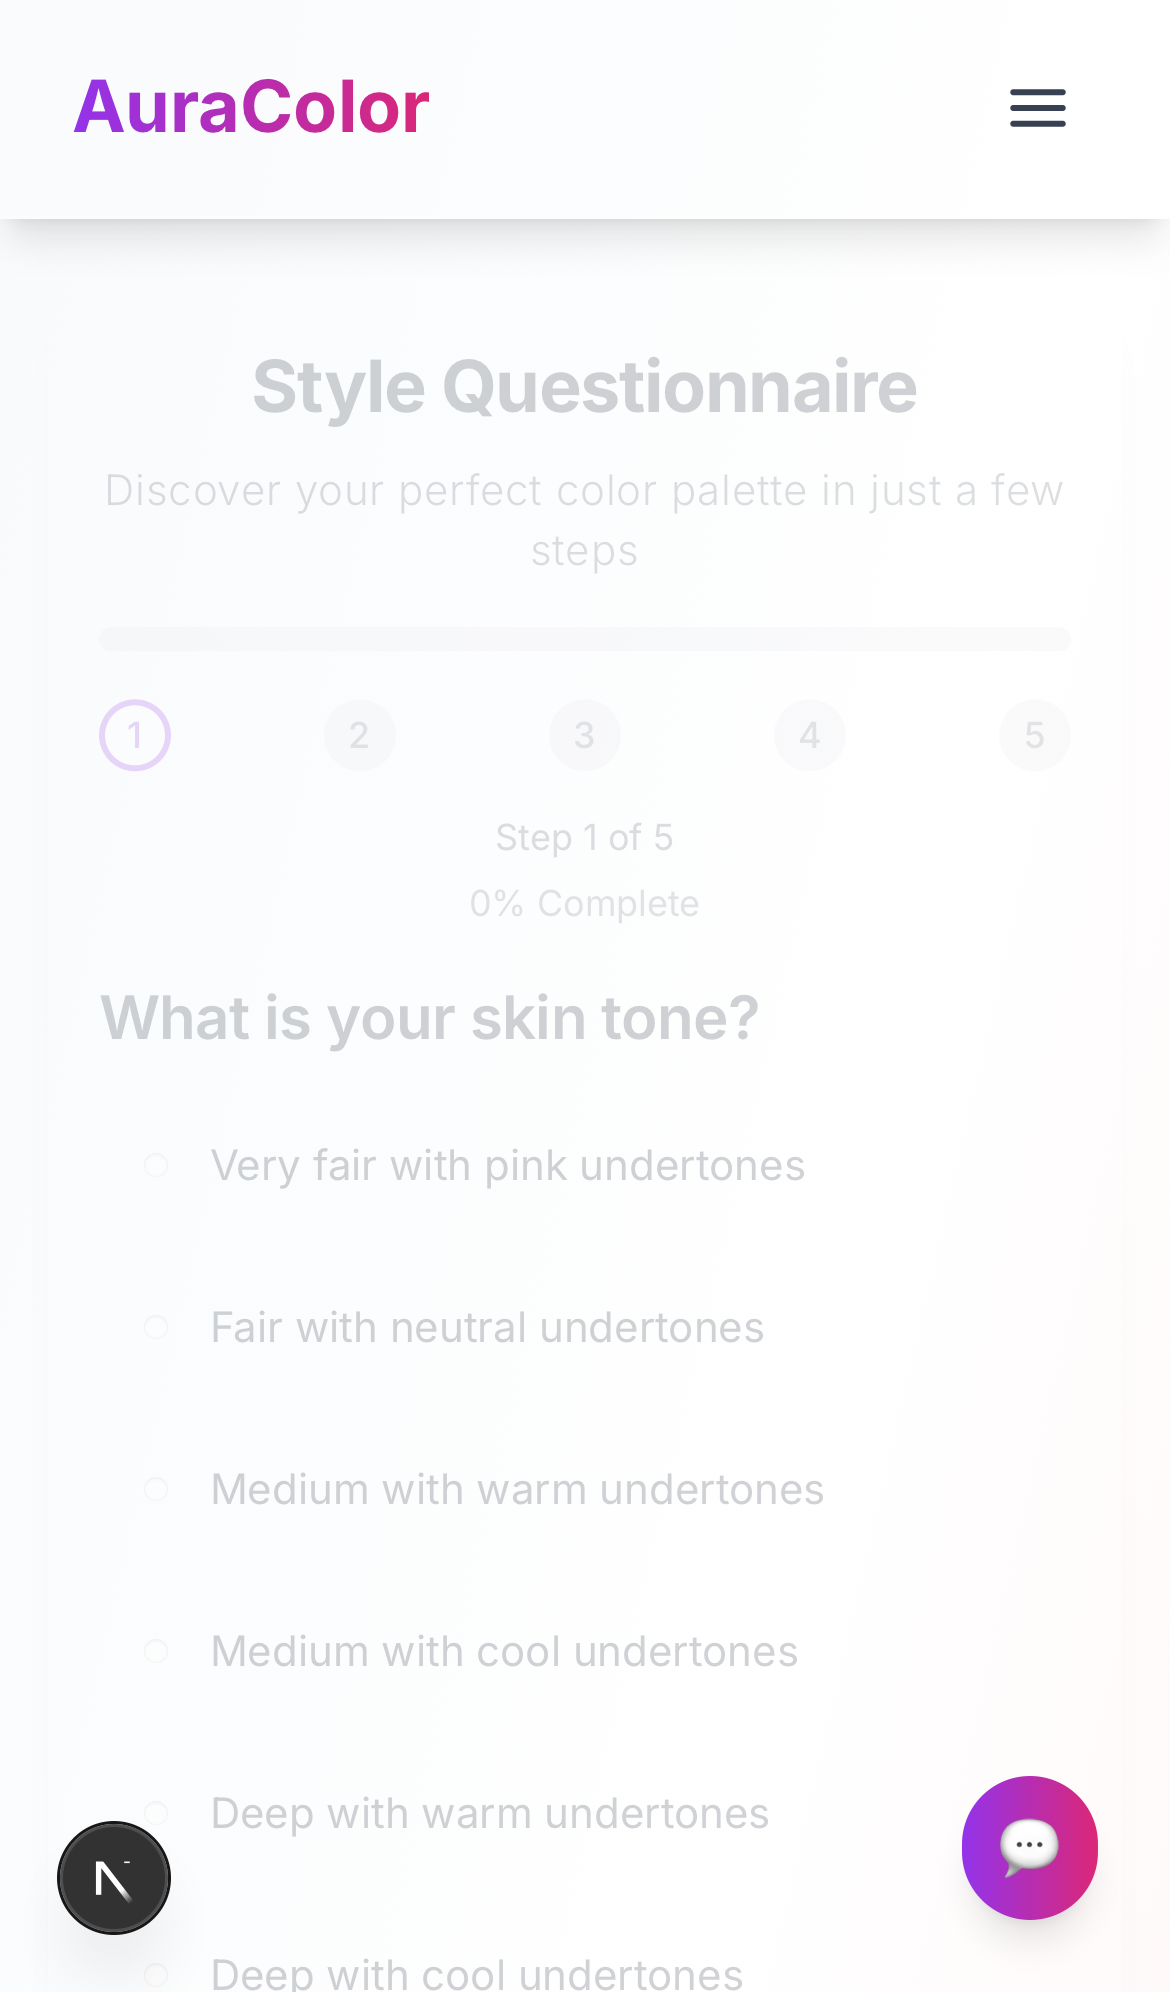 AuraColor
Style Questionnaire
Discover your perfect color palette in just a few
steps
1 2 3 4 5
Step 1 of 5
0% Complete
What is your skin tone?
Very fair with pink undertones
Fair with neutral undertones
Medium with warm undertones
Medium with cool undertones
Deep with warm undertones
N
Deep with cool undertones